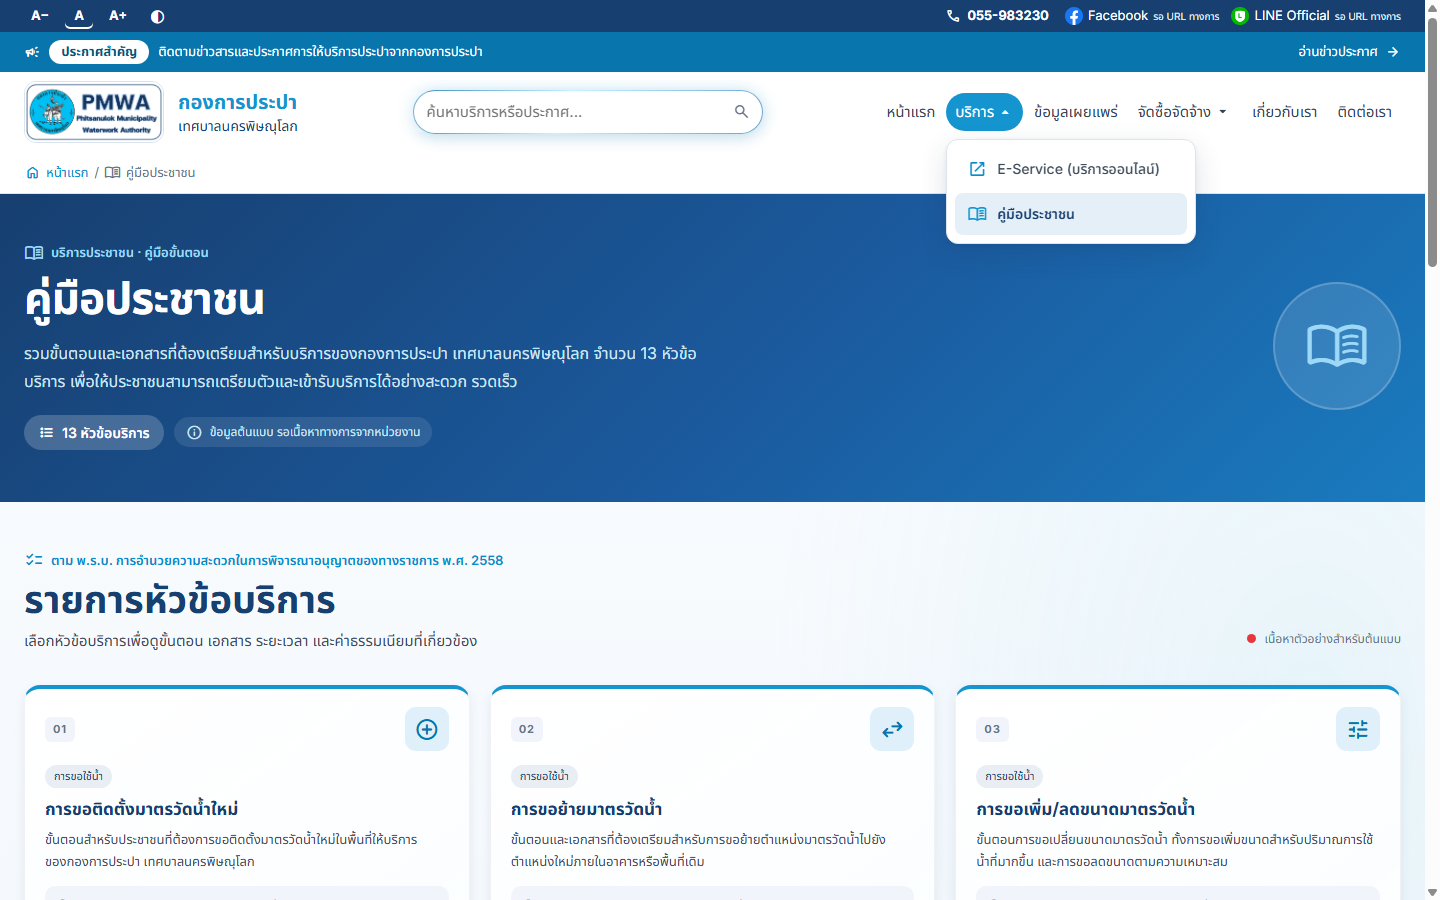 A− A A+
055-983230 Facebook รอ URL ทางการ LINE Official รอ URL ทางการ
ประกาศสำคัญ ติดตามข่าวสารและประกาศการให้บริการประปาจากกองการประปา
อ่านข่าวประกาศ
PMWA
Phitsanulok Municipality
Waterwork Authority
กองการประปา
เทศบาลนครพิษณุโลก
ค้นหาบริการหรือประกาศ...
หน้าแรก บริการ ข้อมูลเผยแพร่ จัดซื้อจัดจ้าง เกี่ยวกับเรา ติดต่อเรา
E-Service (บริการออนไลน์)
คู่มือประชาชน
หน้าแรก / คู่มือประชาชน
บริการประชาชน · คู่มือขั้นตอน
คู่มือประชาชน
รวมขั้นตอนและเอกสารที่ต้องเตรียมสำหรับบริการของกองการประปา เทศบาลนครพิษณุโลก จำนวน 13 หัวข้อ
บริการ เพื่อให้ประชาชนสามารถเตรียมตัวและเข้ารับบริการได้อย่างสะดวก รวดเร็ว
13 หัวข้อบริการ
ข้อมูลต้นแบบ รอเนื้อหาทางการจากหน่วยงาน
ตาม พ.ร.บ. การอำนวยความสะดวกในการพิจารณาอนุญาตของทางราชการ พ.ศ. 2558
รายการหัวข้อบริการ
เลือกหัวข้อบริการเพื่อดูขั้นตอน เอกสาร ระยะเวลา และค่าธรรมเนียมที่เกี่ยวข้อง
เนื้อหาตัวอย่างสำหรับต้นแบบ
01
การขอใช้น้ำ
การขอติดตั้งมาตรวัดน้ำใหม่
ขั้นตอนสำหรับประชาชนที่ต้องการขอติดตั้งมาตรวัดน้ำใหม่ในพื้นที่ให้บริการ
ของกองการประปา เทศบาลนครพิษณุโลก
02
การขอใช้น้ำ
การขอย้ายมาตรวัดน้ำ
ขั้นตอนและเอกสารที่ต้องเตรียมสำหรับการขอย้ายตำแหน่งมาตรวัดน้ำไปยัง
ตำแหน่งใหม่ภายในอาคารหรือพื้นที่เดิม
03
การขอใช้น้ำ
การขอเพิ่ม/ลดขนาดมาตรวัดน้ำ
ขั้นตอนการขอเปลี่ยนขนาดมาตรวัดน้ำ ทั้งการขอเพิ่มขนาดสำหรับปริมาณการใช้
น้ำที่มากขึ้น และการขอลดขนาดตามความเหมาะสม